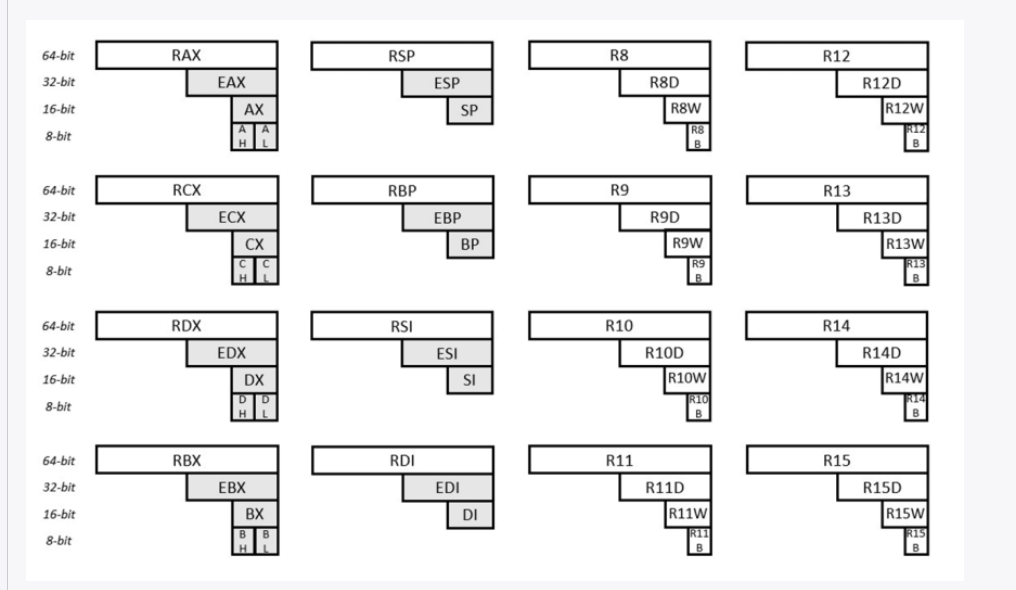 64-bit RAX RSP R8 R12
32-bit EAX ESP R8D R12D
16-bit AX SP R8W R12W
8-bit A A R8 R12
H L B B
64-bit RCX RBP R9 R13
32-bit ECX EBP R9D R13D
16-bit CX BP R9W R13W
8-bit C C R9 R13
H L B B
64-bit RDX RSI R10 R14
32-bit EDX ESI R10D R14D
16-bit DX SI R10W R14W
8-bit D D R10 R14
H L B B
64-bit RBX RDI R11 R15
32-bit EBX EDI R11D R15D
16-bit BX DI R11W R15W
8-bit B B R11 R15
H L B B